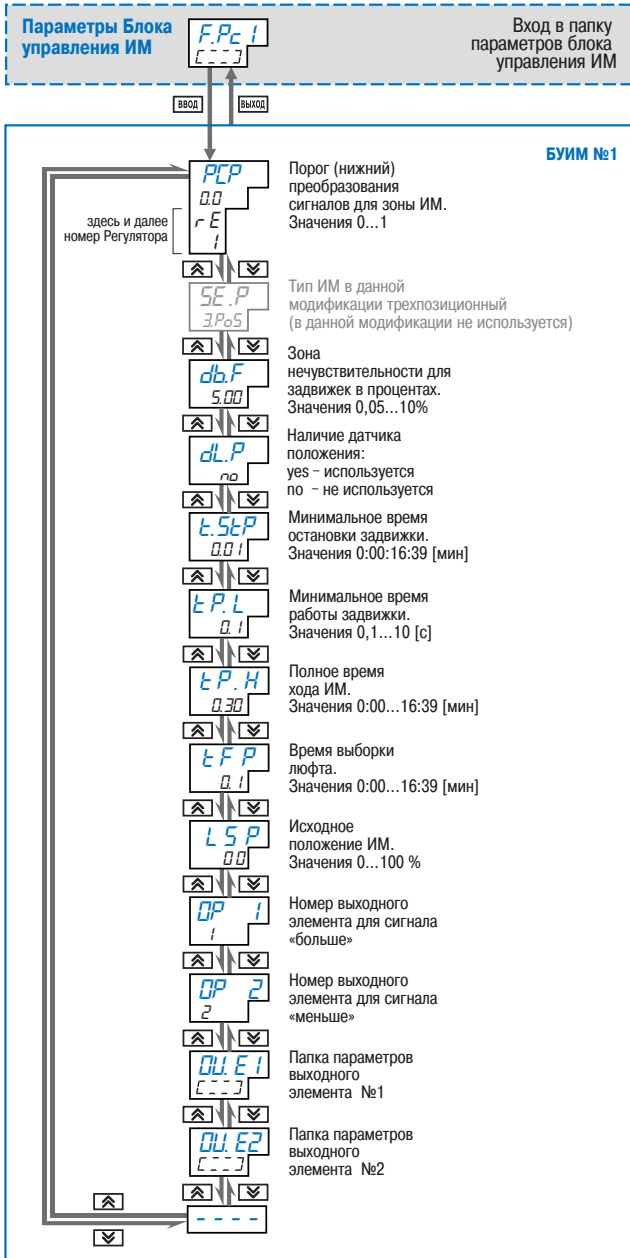 Параметры Блока
управления ИМ
F.Pc 1
[- - -]
Вход в папку
параметров блока
управления ИМ
ВВОД
ВЫХОД
БУИМ №1
PCP
0.0
rE
1
здесь и далее
номер Регулятора
Порог (нижний)
преобразования
сигналов для зоны ИМ.
Значения 0...1
SE.P
3.PoS
Тип ИМ в данной
модификации трехпозиционный
(в данной модификации не используется)
db.F
5.00
Зона
нечувствительности для
задвижек в процентах.
Значения 0,05...10%
dL.P
no
Наличие датчика
положения:
yes – используется
no – не используется
t.StP
0.01
Минимальное время
остановки задвижки.
Значения 0:00:16:39 [мин]
tP.L
0.1
Минимальное время
работы задвижки.
Значения 0,1...10 [с]
tP.H
0.30
Полное время
хода ИМ.
Значения 0:00...16:39 [мин]
tFP
0.1
Время выборки
люфта.
Значения 0:00...16:39 [мин]
LSP
00
Исходное
положение ИМ.
Значения 0...100 %
OP 1
1
Номер выходного
элемента для сигнала
«больше»
OP 2
2
Номер выходного
элемента для сигнала
«меньше»
OU.E1
[- - -]
Папка параметров
выходного
элемента №1
OU.E2
[- - -]
Папка параметров
выходного
элемента №2
- - - -